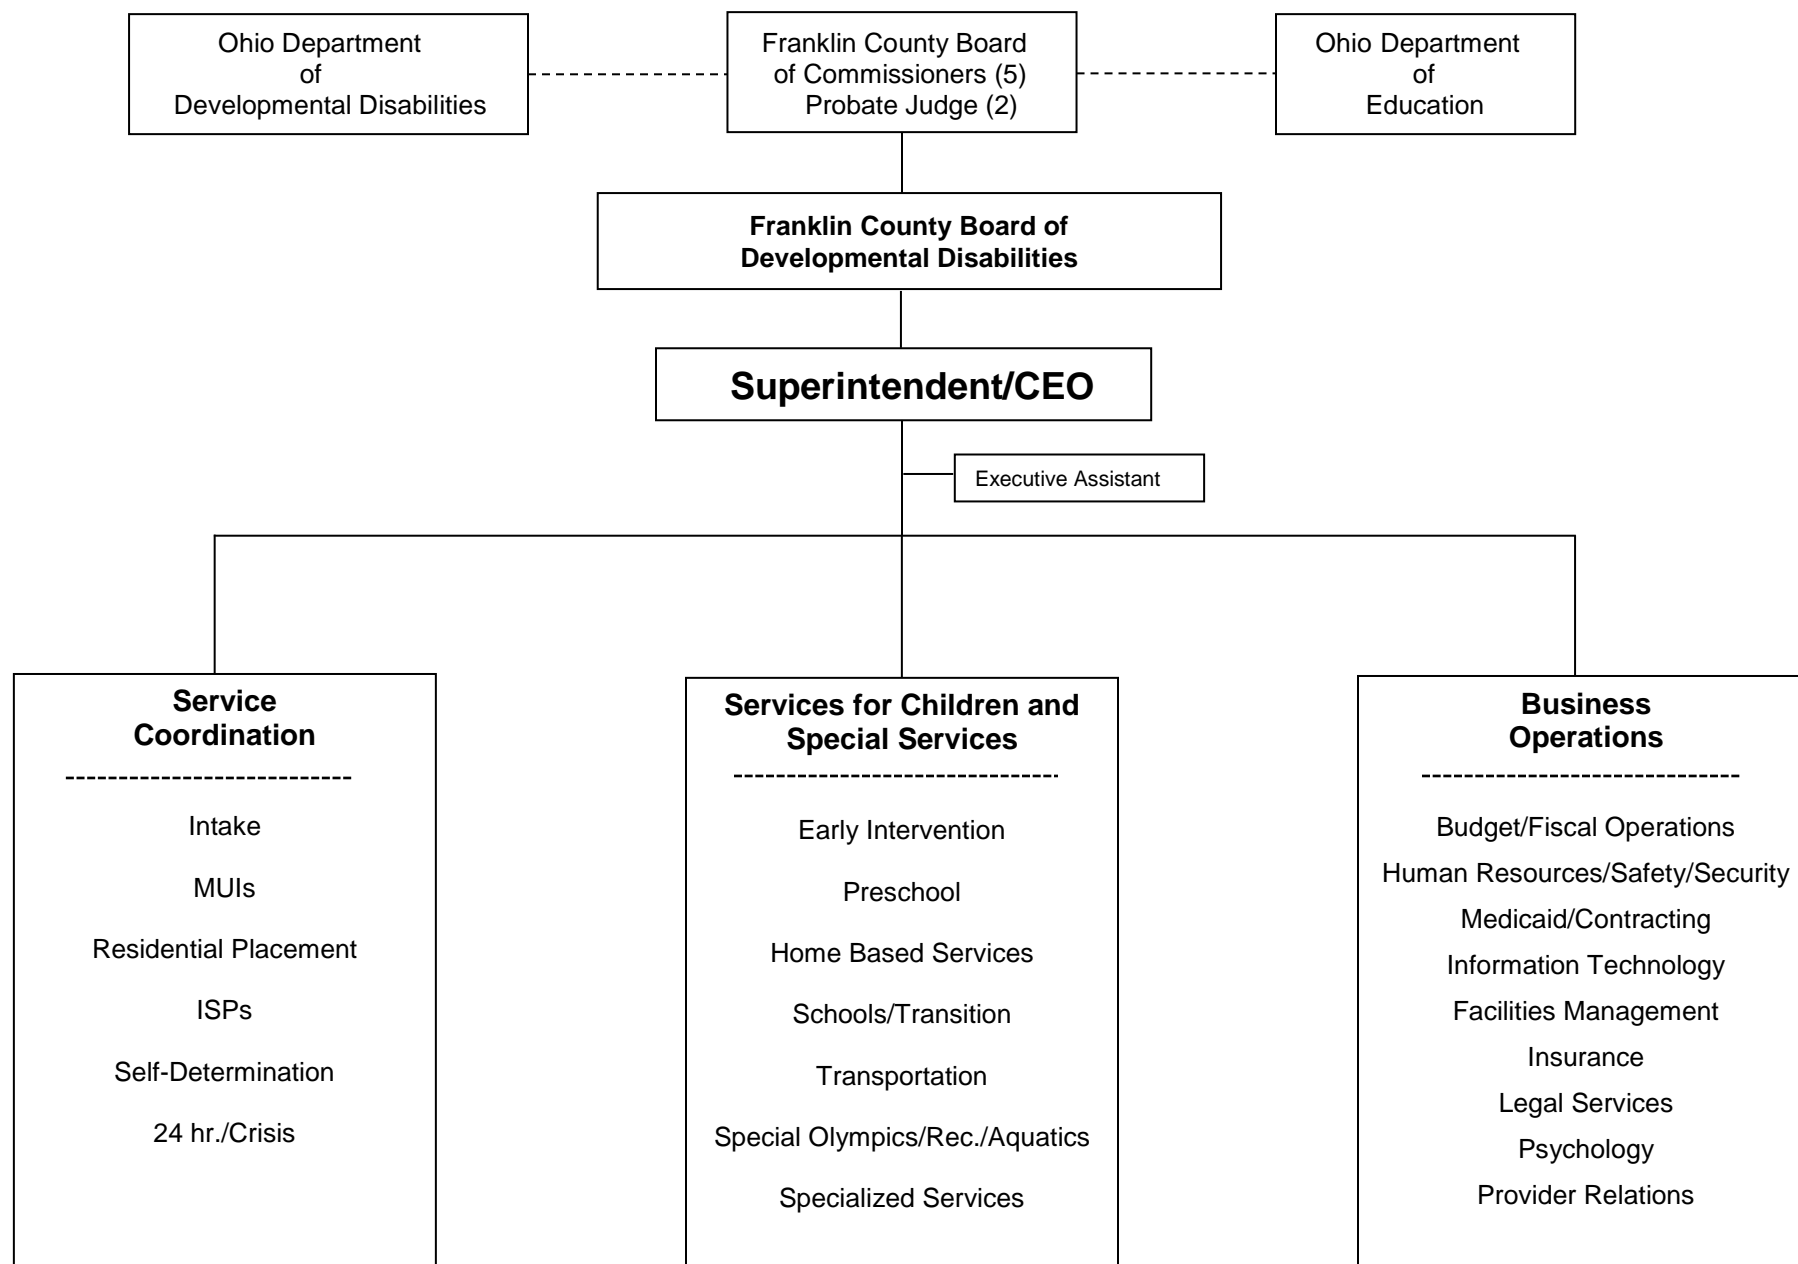 Ohio Department
of
Developmental Disabilities
Franklin County Board
of Commissioners (5)
Probate Judge (2)
Ohio Department
of
Education
Franklin County Board of
Developmental Disabilities
Superintendent/CEO
Executive Assistant
Service
Coordination
Intake
MUIs
Residential Placement
ISPs
Self-Determination
24 hr./Crisis
Services for Children and
Special Services
Early Intervention
Preschool
Home Based Services
Schools/Transition
Transportation
Special Olympics/Rec./Aquatics
Specialized Services
Business
Operations
Budget/Fiscal Operations
Human Resources/Safety/Security
Medicaid/Contracting
Information Technology
Facilities Management
Insurance
Legal Services
Psychology
Provider Relations